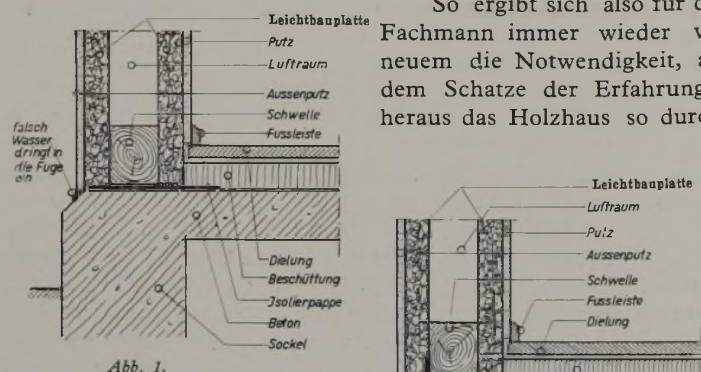 Leichtbauplatte
Putz
Luftraum
Aussenputz
Schwelle
Fussleiste
falsch
Wasser
dringt in
die Fuge
ein
Dielung
Beschüttung
Isolierpappe
Beton
Sockel
Abb. 1.
So ergibt sich also für
Fachmann immer wieder
neuem die Notwendigkeit,
dem Schatze der Erfahrung
heraus das Holzhaus so
Leichtbauplatte
Luftraum
Putz
Aussenputz
Schwelle
Fussleiste
Dielung